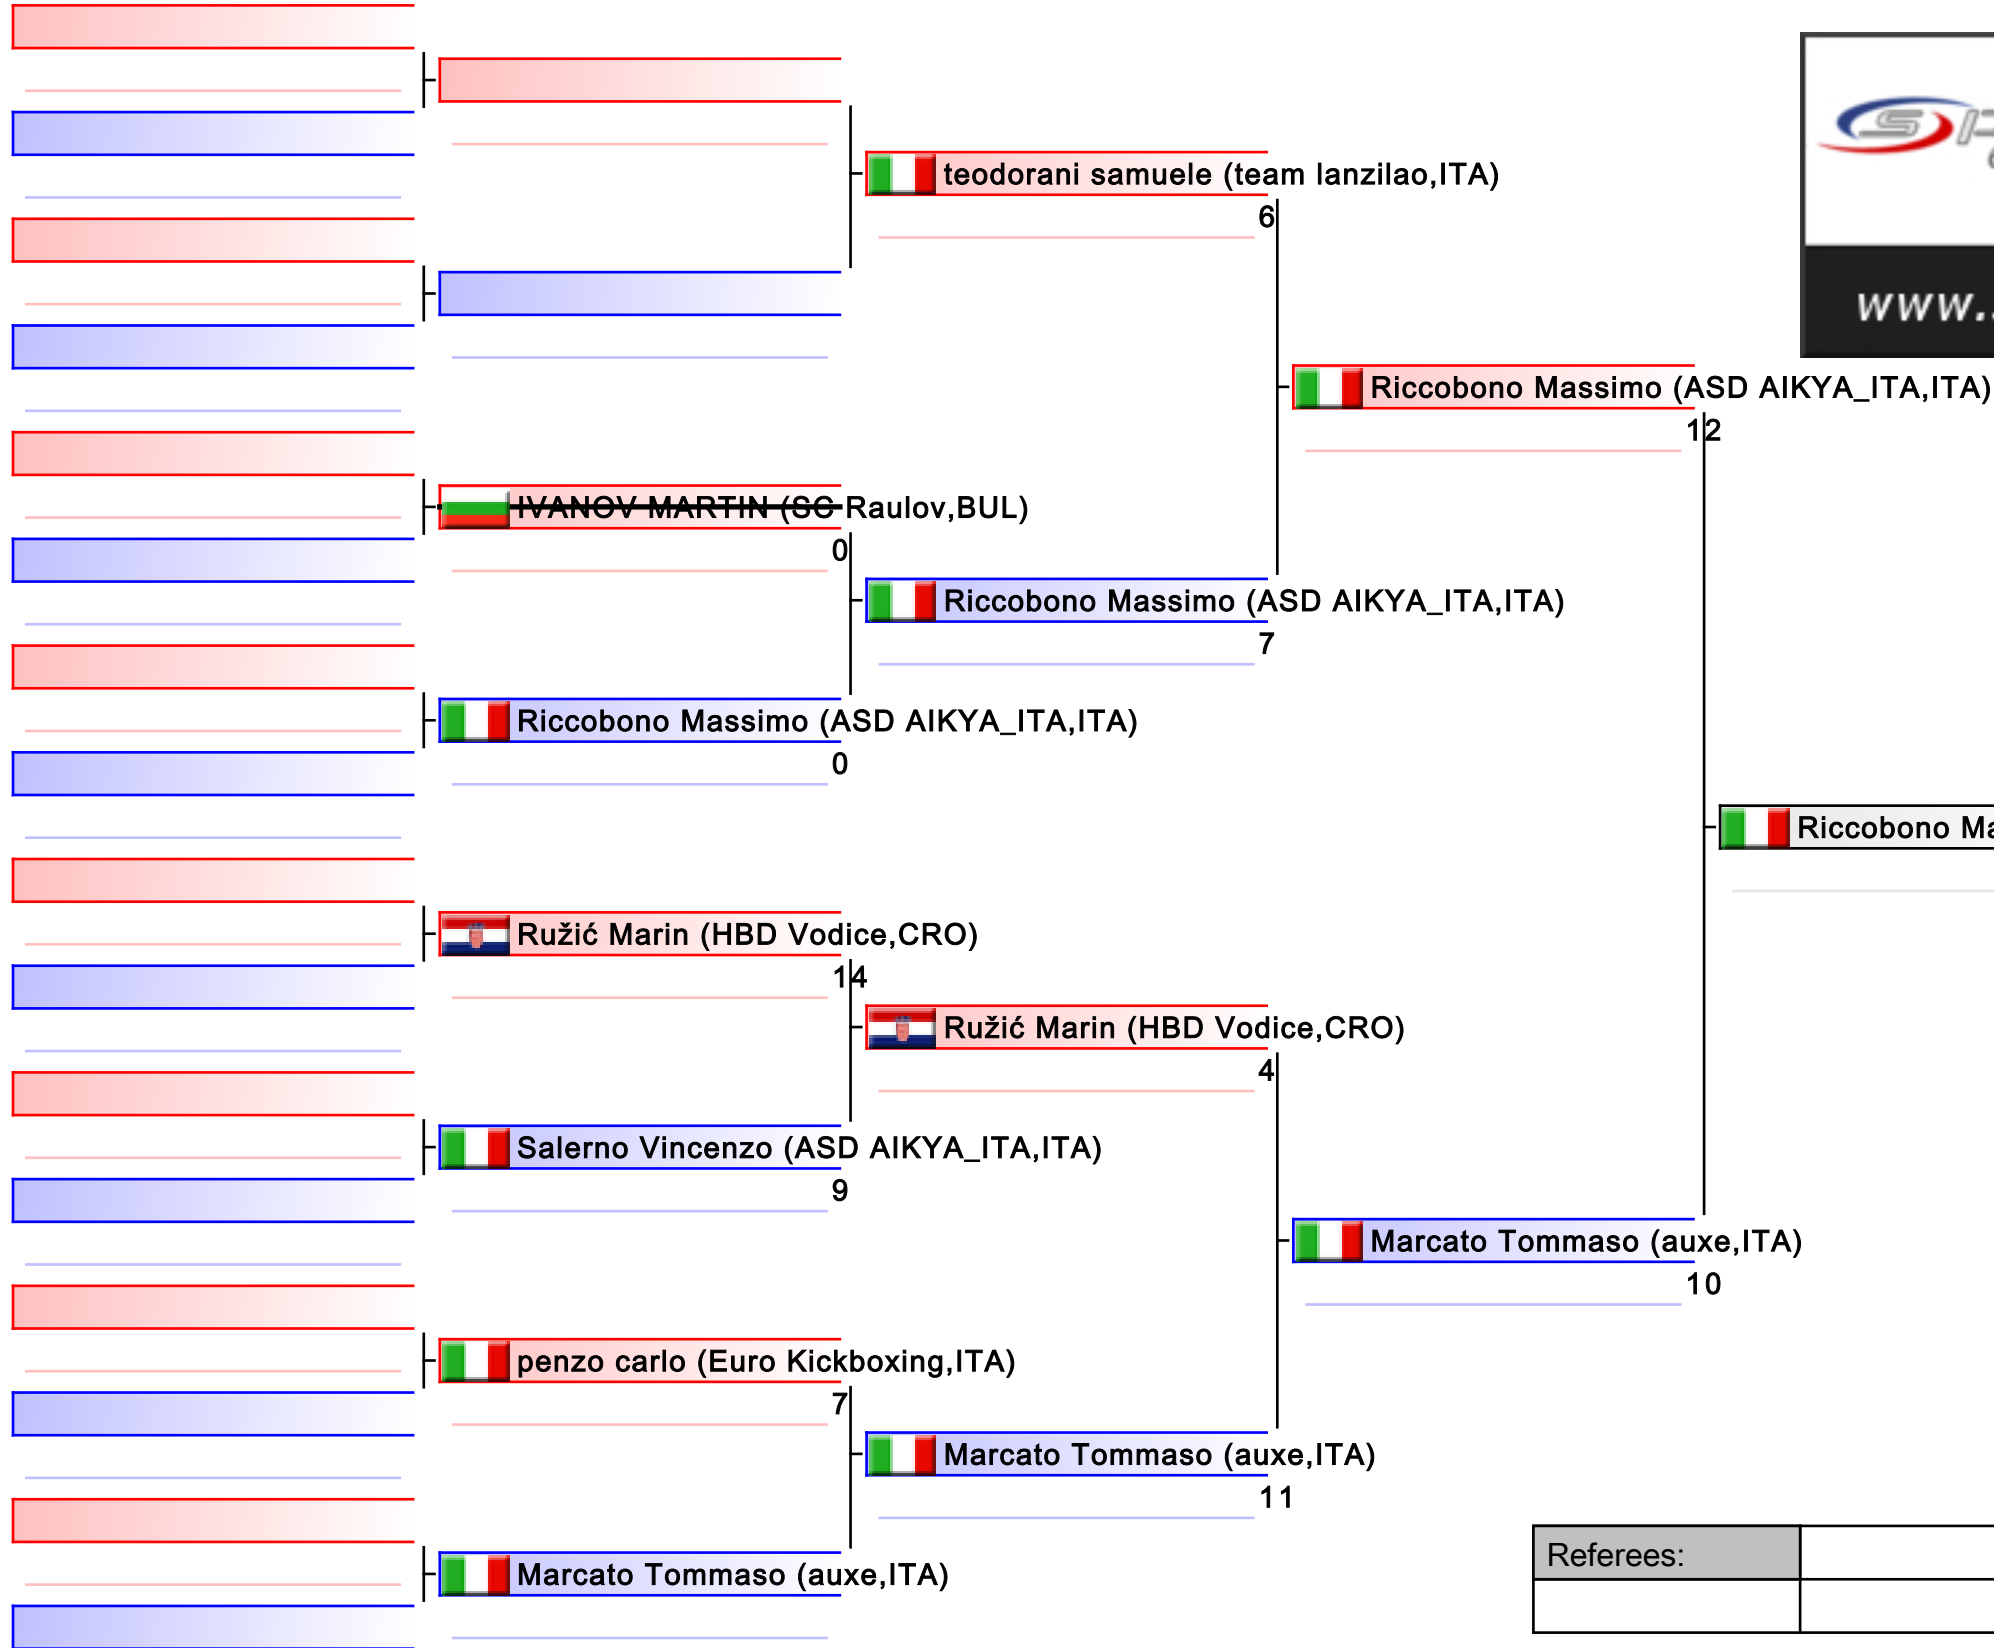 teodorani samuele (team lanzilao,ITA)
6
www.
Riccobono Massimo (ASD AIKYA_ITA,ITA)
12
IVANOV MARTIN (SC Raulov,BUL)
0
Riccobono Massimo (ASD AIKYA_ITA,ITA)
7
Riccobono Massimo (ASD AIKYA_ITA,ITA)
0
Riccobono Ma
Ružić Marin (HBD Vodice,CRO)
14
Ružić Marin (HBD Vodice,CRO)
4
Salerno Vincenzo (ASD AIKYA_ITA,ITA)
9
Marcato Tommaso (auxe,ITA)
10
penzo carlo (Euro Kickboxing,ITA)
7
Marcato Tommaso (auxe,ITA)
11
Marcato Tommaso (auxe,ITA)
Referees: